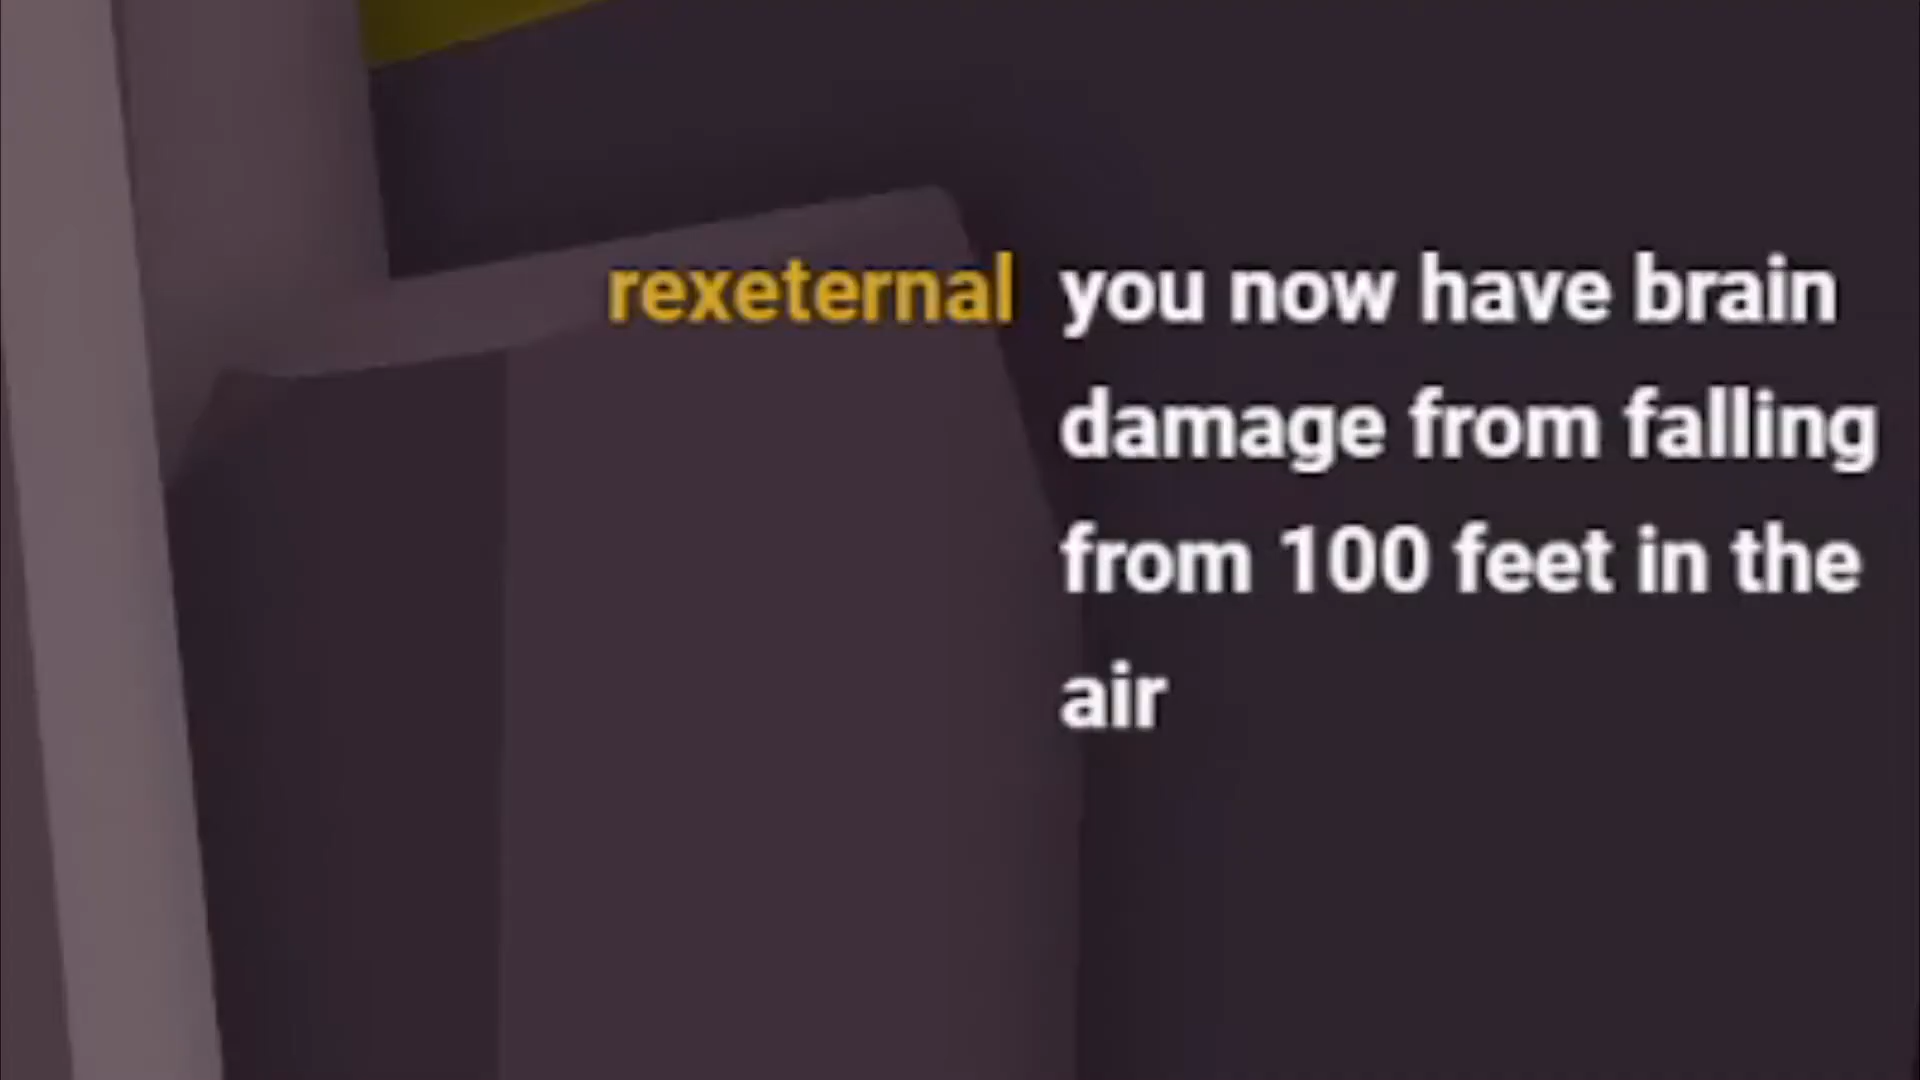 rexeternal you now have brain
damage from falling
from 100 feet in the
air